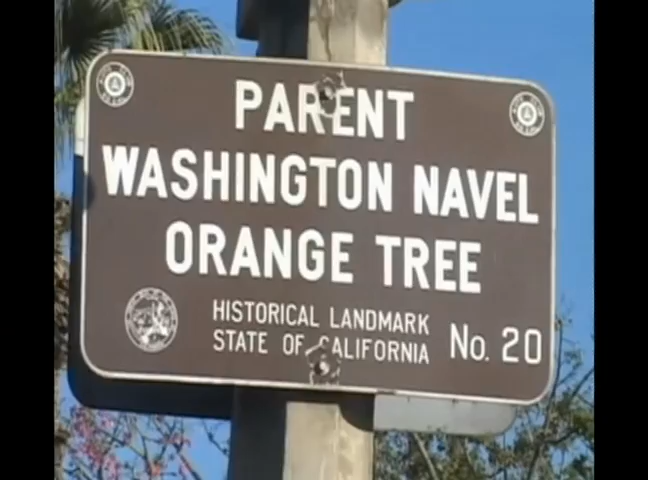 PARENT
WASHINGTON NAVEL
ORANGE TREE
HISTORICAL LANDMARK
STATE OF CALIFORNIA
No. 20